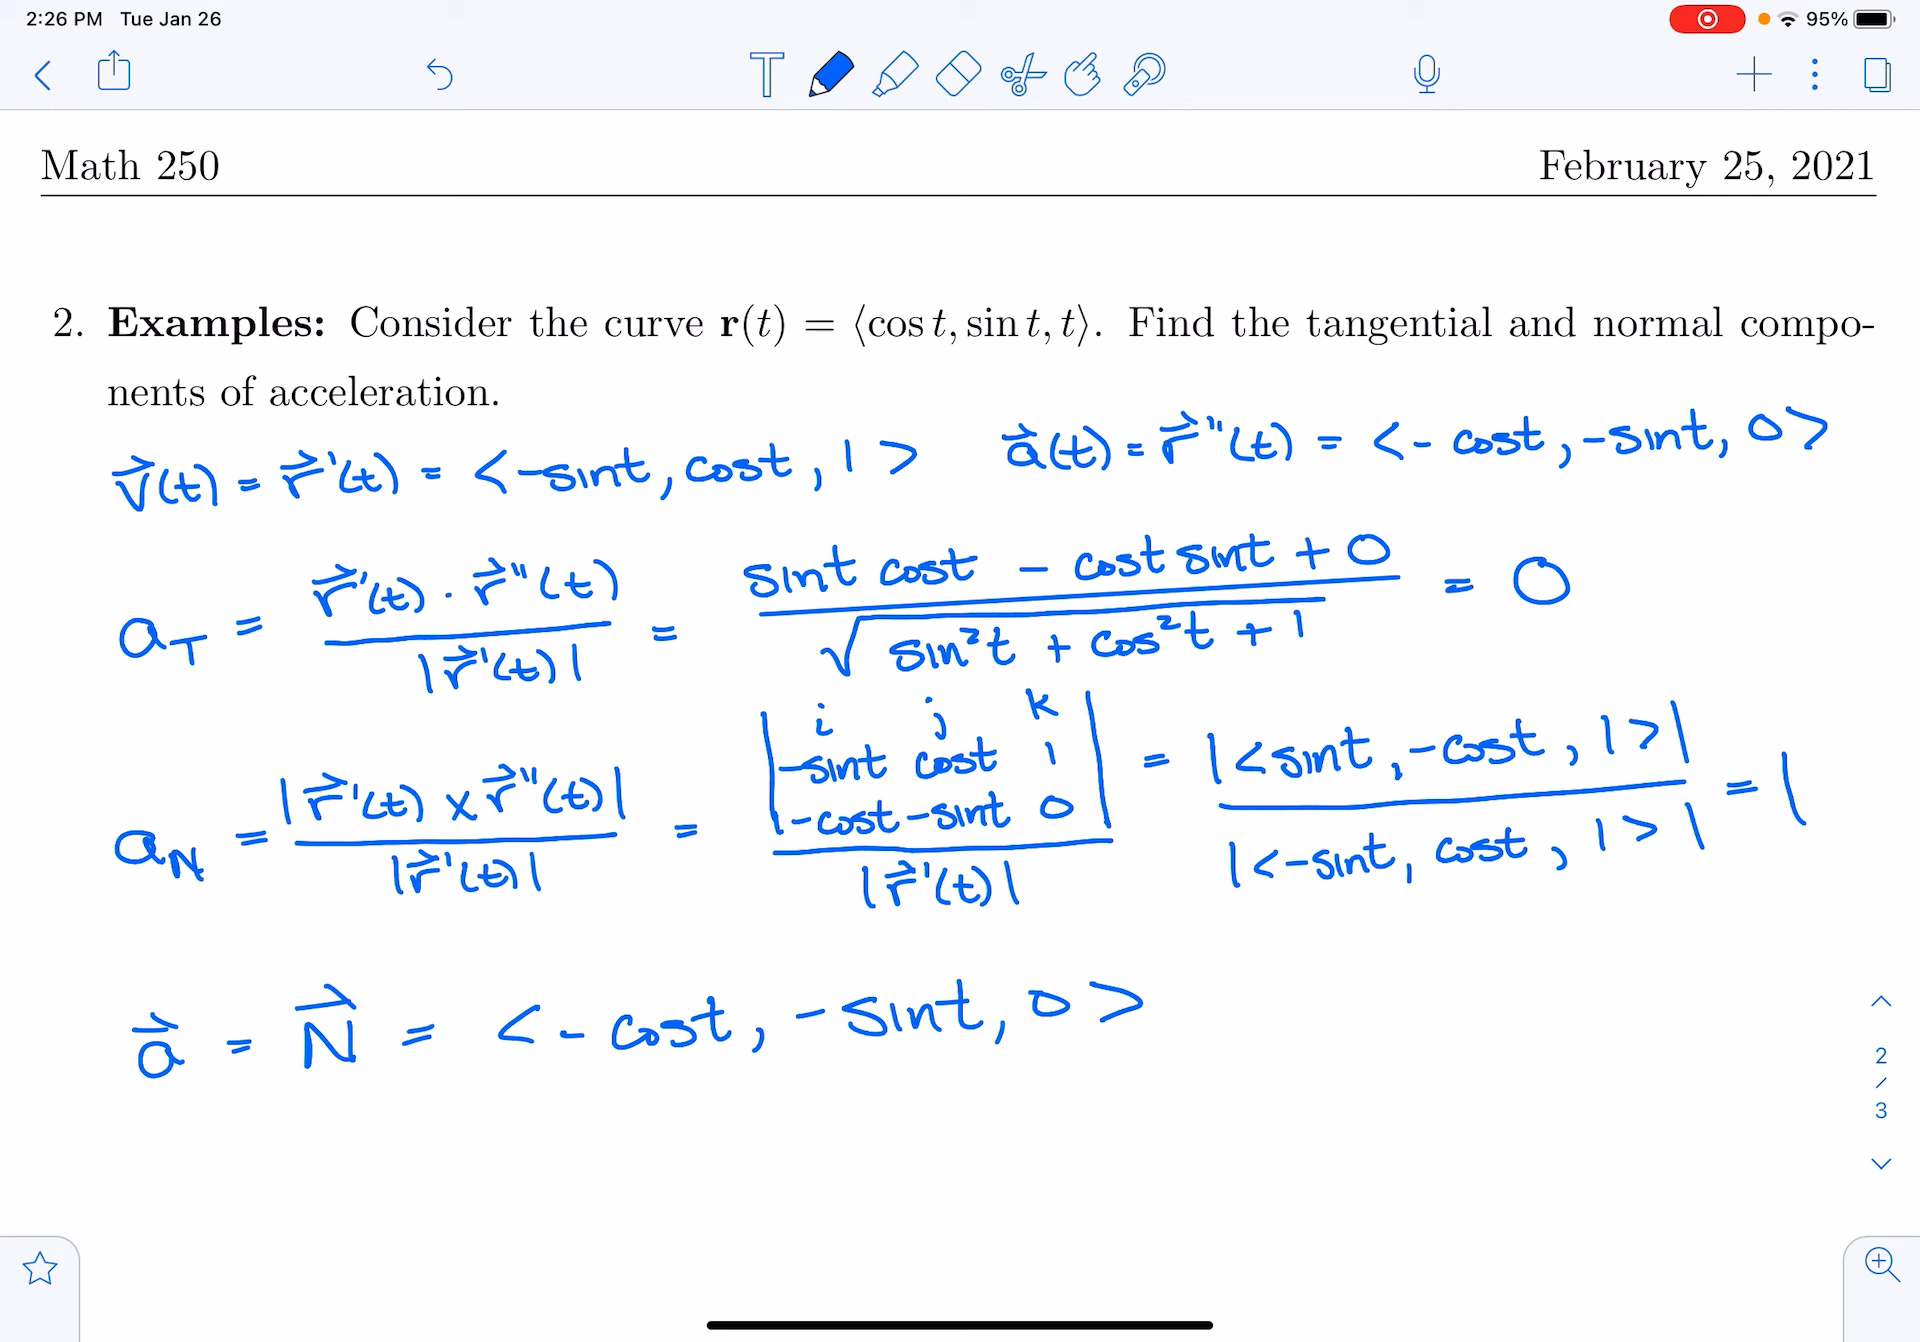 2:26 PM Tue Jan 26 95%
T
Math 250 February 25, 2021
2. Examples: Consider the curve r(t) = ⟨cos t, sin t, t⟩. Find the tangential and normal compo-
nents of acceleration.
v⃗(t) = r⃗'(t) = <-sint, cost, 1> a⃗(t) = r⃗"(t) = <-cost, -sint, 0>
a_T = (r⃗'(t) · r⃗"(t)) / |r⃗'(t)| = (sint cost - cost sint + 0) / √(sin²t + cos²t + 1) = 0
a_N = |r⃗'(t) x r⃗"(t)| / |r⃗'(t)| = | i j k ; -sint cost 1 ; -cost -sint 0 | / |r⃗'(t)| = |<sint, -cost, 1>| / |<-sint, cost, 1>| = 1
a⃗ = N⃗ = <-cost, -sint, 0>
2
/
3